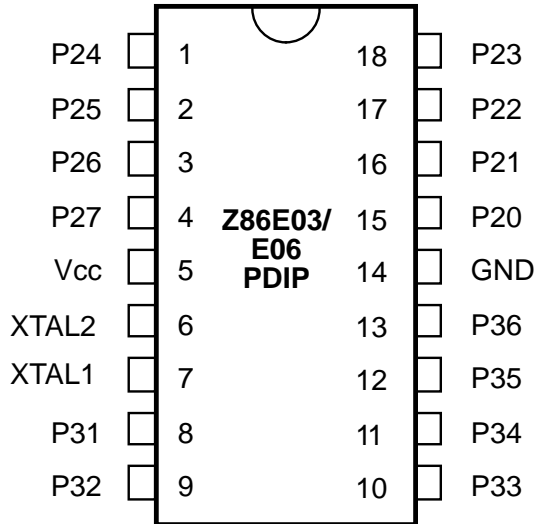 P24 1 18 P23
P25 2 17 P22
P26 3 16 P21
P27 4 Z86E03/ 15 P20
E06
Vcc 5 PDIP 14 GND
XTAL2 6 13 P36
XTAL1 7 12 P35
P31 8 11 P34
P32 9 10 P33